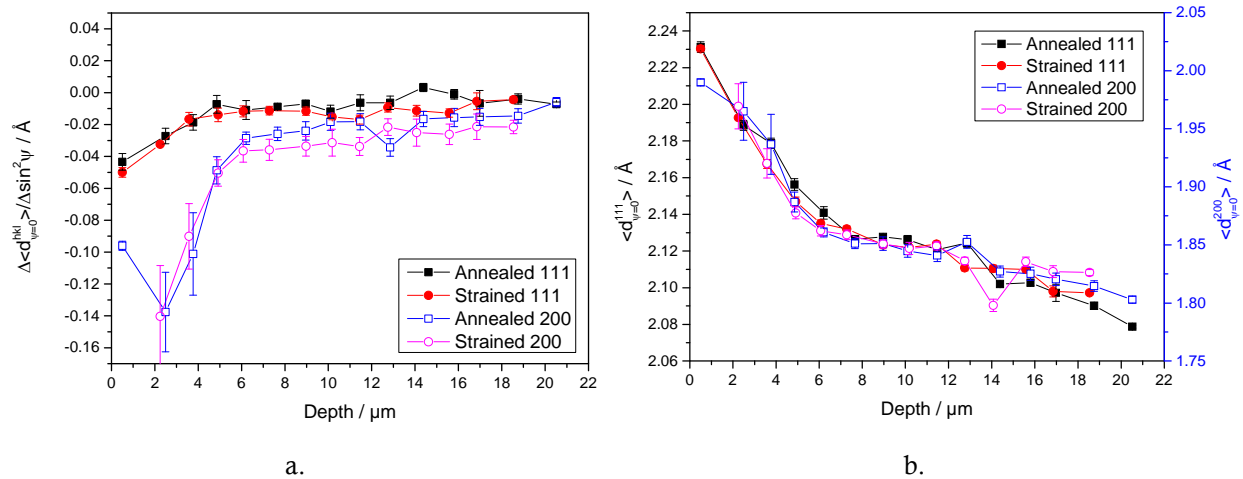 0.04
0.02
0.00
-0.02
-0.04
-0.06
-0.08
-0.10
-0.12
-0.14
-0.16
Δ<d^{hkl}_{ψ=0}>/Δsin²ψ / Å
Annealed 111
Strained 111
Annealed 200
Strained 200
0 2 4 6 8 10 12 14 16 18 20 22
Depth / µm
a.
2.24
2.22
2.20
2.18
2.16
2.14
2.12
2.10
2.08
2.06
<d^{111}_{ψ=0}> / Å
Annealed 111
Strained 111
Annealed 200
Strained 200
2.05
2.00
1.95
1.90
1.85
1.80
1.75
<d^{200}_{ψ=0}> / Å
0 2 4 6 8 10 12 14 16 18 20 22
Depth / µm
b.